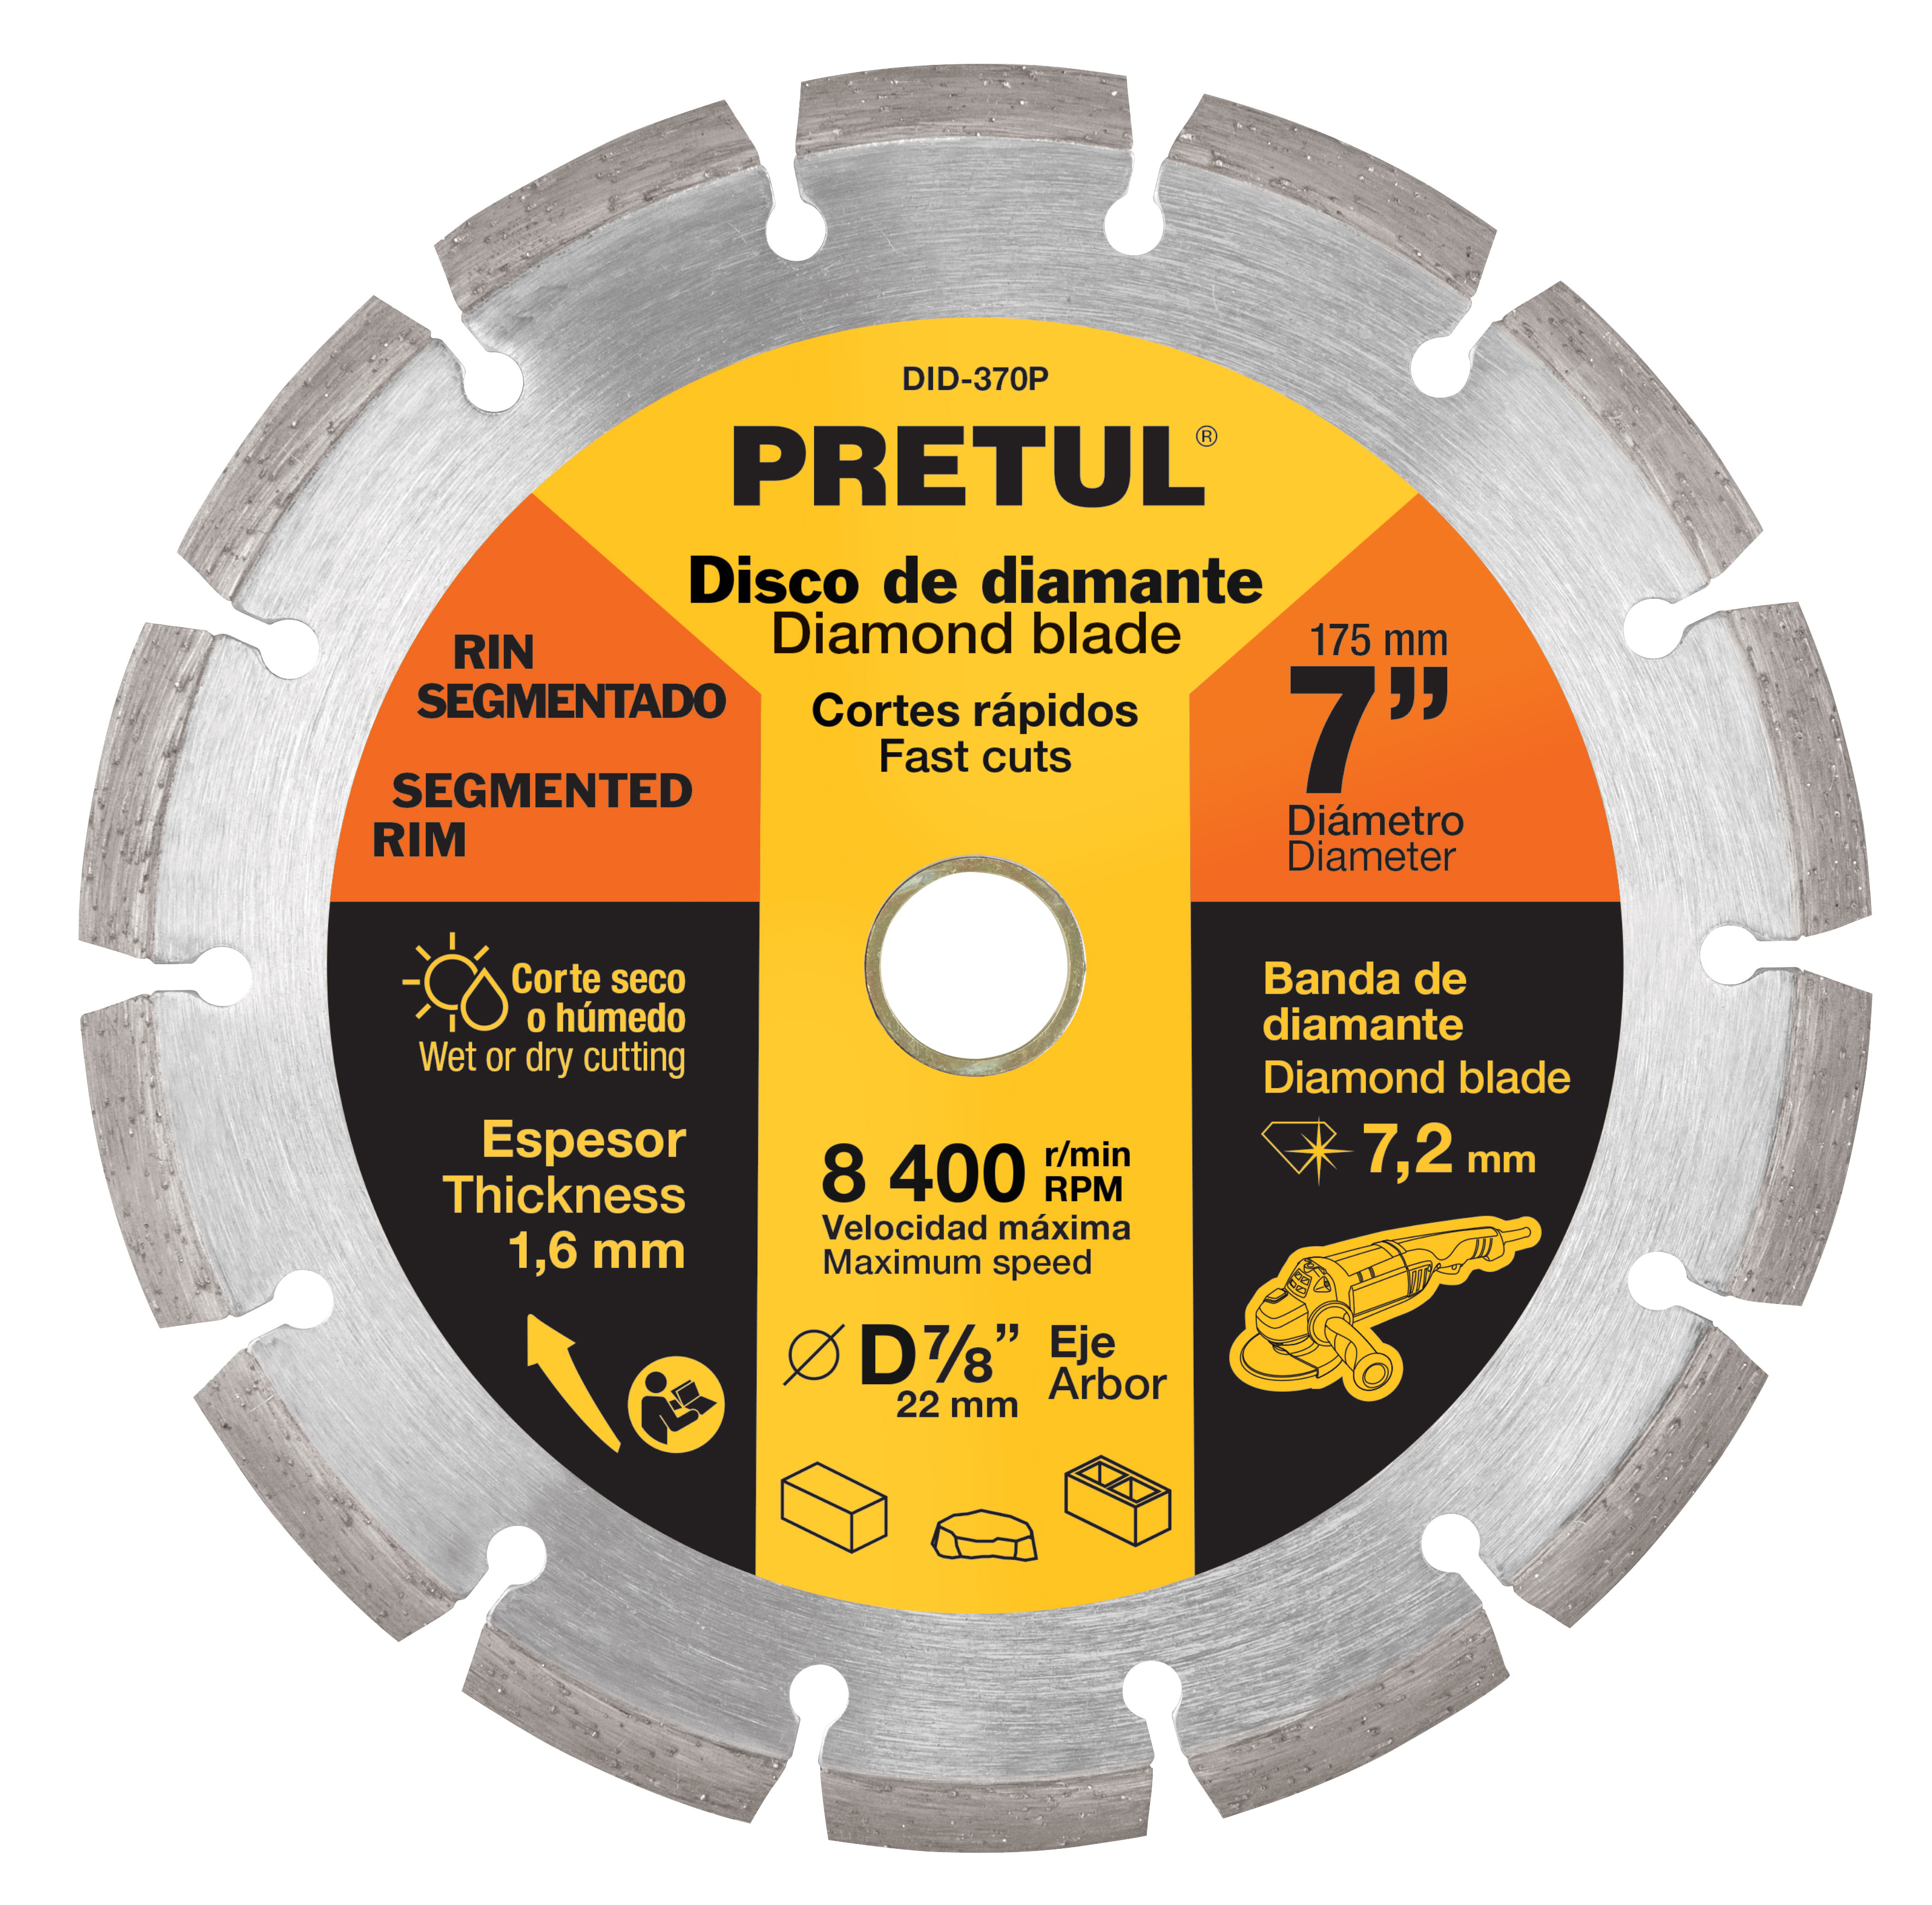 DID-370P
PRETUL®
Disco de diamante
Diamond blade
Cortes rápidos
Fast cuts
RIN
SEGMENTADO
SEGMENTED
RIM
175 mm
7”
Diámetro
Diameter
Corte seco
o húmedo
Wet or dry cutting
Espesor
Thickness
1,6 mm
Banda de
diamante
Diamond blade
7,2 mm
8 400 r/min
RPM
Velocidad máxima
Maximum speed
Ø D 7/8” Eje
22 mm Arbor